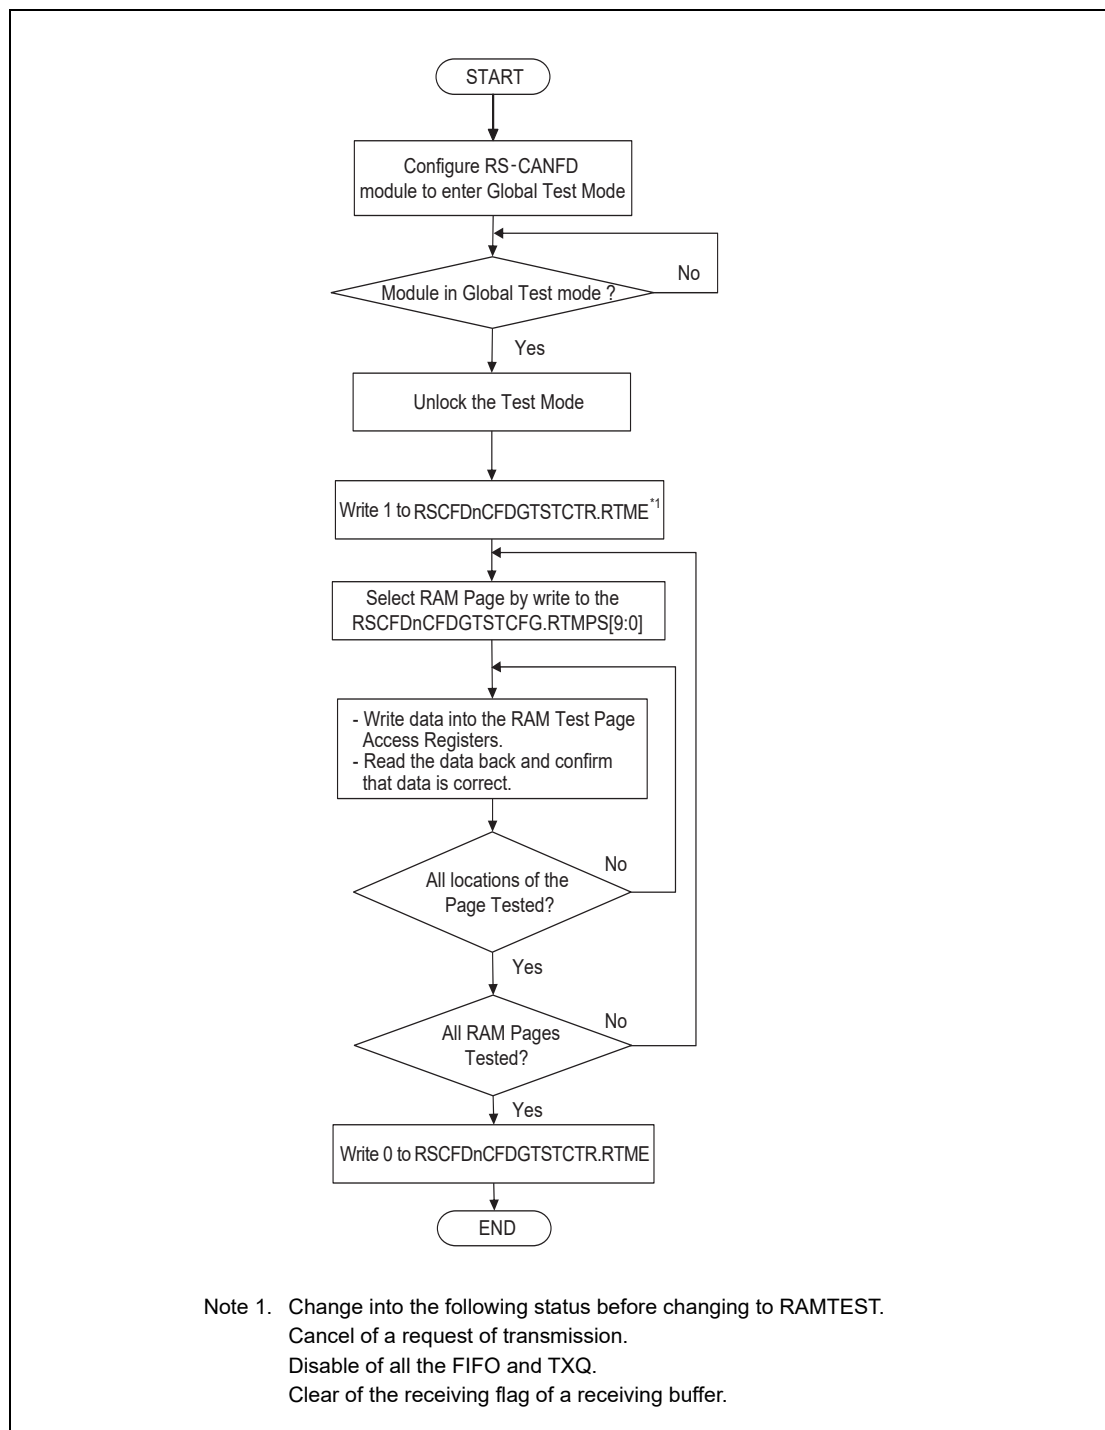 START
Configure RS-CANFD
module to enter Global Test Mode
No
Module in Global Test mode ?
Yes
Unlock the Test Mode
Write 1 to RSCFDnCFDGTSTCTR.RTME*1
Select RAM Page by write to the
RSCFDnCFDGTSTCFG.RTMPS[9:0]
- Write data into the RAM Test Page
Access Registers.
- Read the data back and confirm
that data is correct.
No
All locations of the
Page Tested?
Yes
No
All RAM Pages
Tested?
Yes
Write 0 to RSCFDnCFDGTSTCTR.RTME
END
Note 1. Change into the following status before changing to RAMTEST.
Cancel of a request of transmission.
Disable of all the FIFO and TXQ.
Clear of the receiving flag of a receiving buffer.